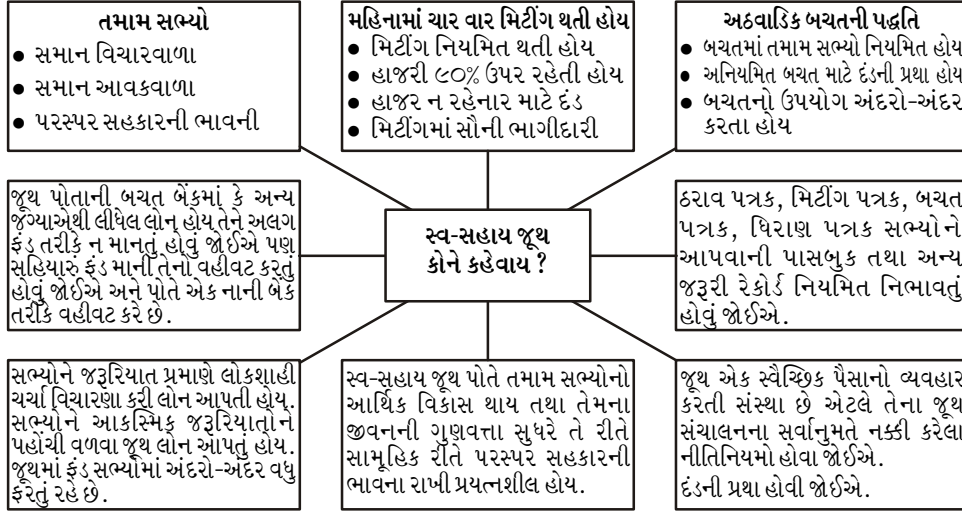 તમામ સભ્યો
● સમાન વિચારવાળા
● સમાન આવકવાળા
● પરસ્પર સહકારની ભાવની
મહિનામાં ચાર વાર મિટીંગ થતી હોય
● મિટીંગ નિયમિત થતી હોય
● હાજરી ૯૦% ઉપર રહેતી હોય
● હાજર ન રહેનાર માટે દંડ
● મિટીંગમાં સૌની ભાગીદારી
અઠવાડિક બચતની પદ્ધતિ
● બચતમાં તમામ સભ્યો નિયમિત હોય
● અનિયમિત બચત માટે દંડની પ્રથા હોય
● બચતનો ઉપયોગ અંદરો-અંદર
કરતા હોય
જૂથ પોતાની બચત બેંકમાં કે અન્ય
જગ્યાએથી લીધેલ લોન હોય તેને અલગ
ફંડ તરીકે ન માનતું હોવું જોઈએ પણ
સહિયારું ફંડ માની તેનો વહીવટ કરતું
હોવું જોઈએ અને પોતે એક નાની બેંક
તરીકે વહીવટ કરે છે.
સ્વ-સહાય જૂથ
કોને કહેવાય ?
ઠરાવ પત્રક, મિટીંગ પત્રક, બચત
પત્રક, ધિરાણ પત્રક સભ્યોને
આપવાની પાસબુક તથા અન્ય
જરૂરી રેકોર્ડ નિયમિત નિભાવતું
હોવું જોઈએ.
સભ્યોને જરૂરિયાત પ્રમાણે લોકશાહી
ચર્ચા વિચારણા કરી લોન આપતી હોય.
સભ્યોને આકસ્મિક જરૂરિયાતોને
પહોંચી વળવા જૂથ લોન આપતું હોય.
જૂથમાં ફંડ સભ્યોમાં અંદરો-અંદર વધુ
ફરતું રહે છે.
સ્વ-સહાય જૂથ પોતે તમામ સભ્યોનો
આર્થિક વિકાસ થાય તથા તેમના
જીવનની ગુણવત્તા સુધરે તે રીતે
સામૂહિક રીતે પરસ્પર સહકારની
ભાવના રાખી પ્રયત્નશીલ હોય.
જૂથ એક સ્વૈચ્છિક પૈસાનો વ્યવહાર
કરતી સંસ્થા છે એટલે તેના જૂથ
સંચાલનના સર્વાનુમતે નક્કી કરેલા
નીતિનિયમો હોવા જોઈએ.
દંડની પ્રથા હોવી જોઈએ.